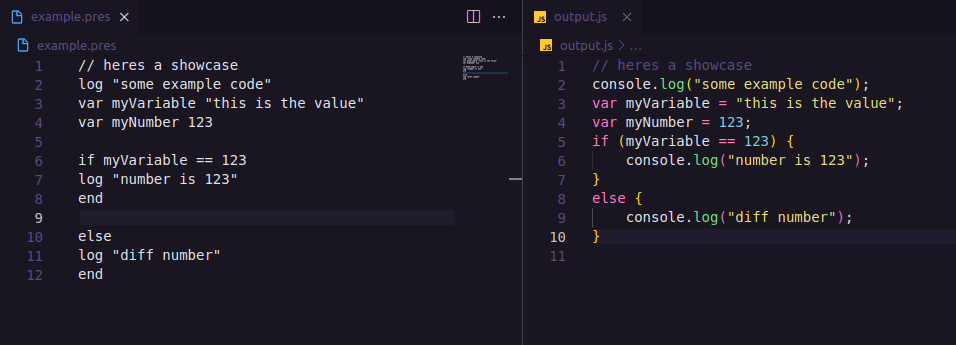 example.pres
example.pres
1 // heres a showcase
2 log "some example code"
3 var myVariable "this is the value"
4 var myNumber 123
5
6 if myVariable == 123
7 log "number is 123"
8 end
9
10 else
11 log "diff number"
12 end
JS output.js
JS output.js > ...
1 // heres a showcase
2 console.log("some example code");
3 var myVariable = "this is the value";
4 var myNumber = 123;
5 if (myVariable == 123) {
6 console.log("number is 123");
7 }
8 else {
9 console.log("diff number");
10 }
11